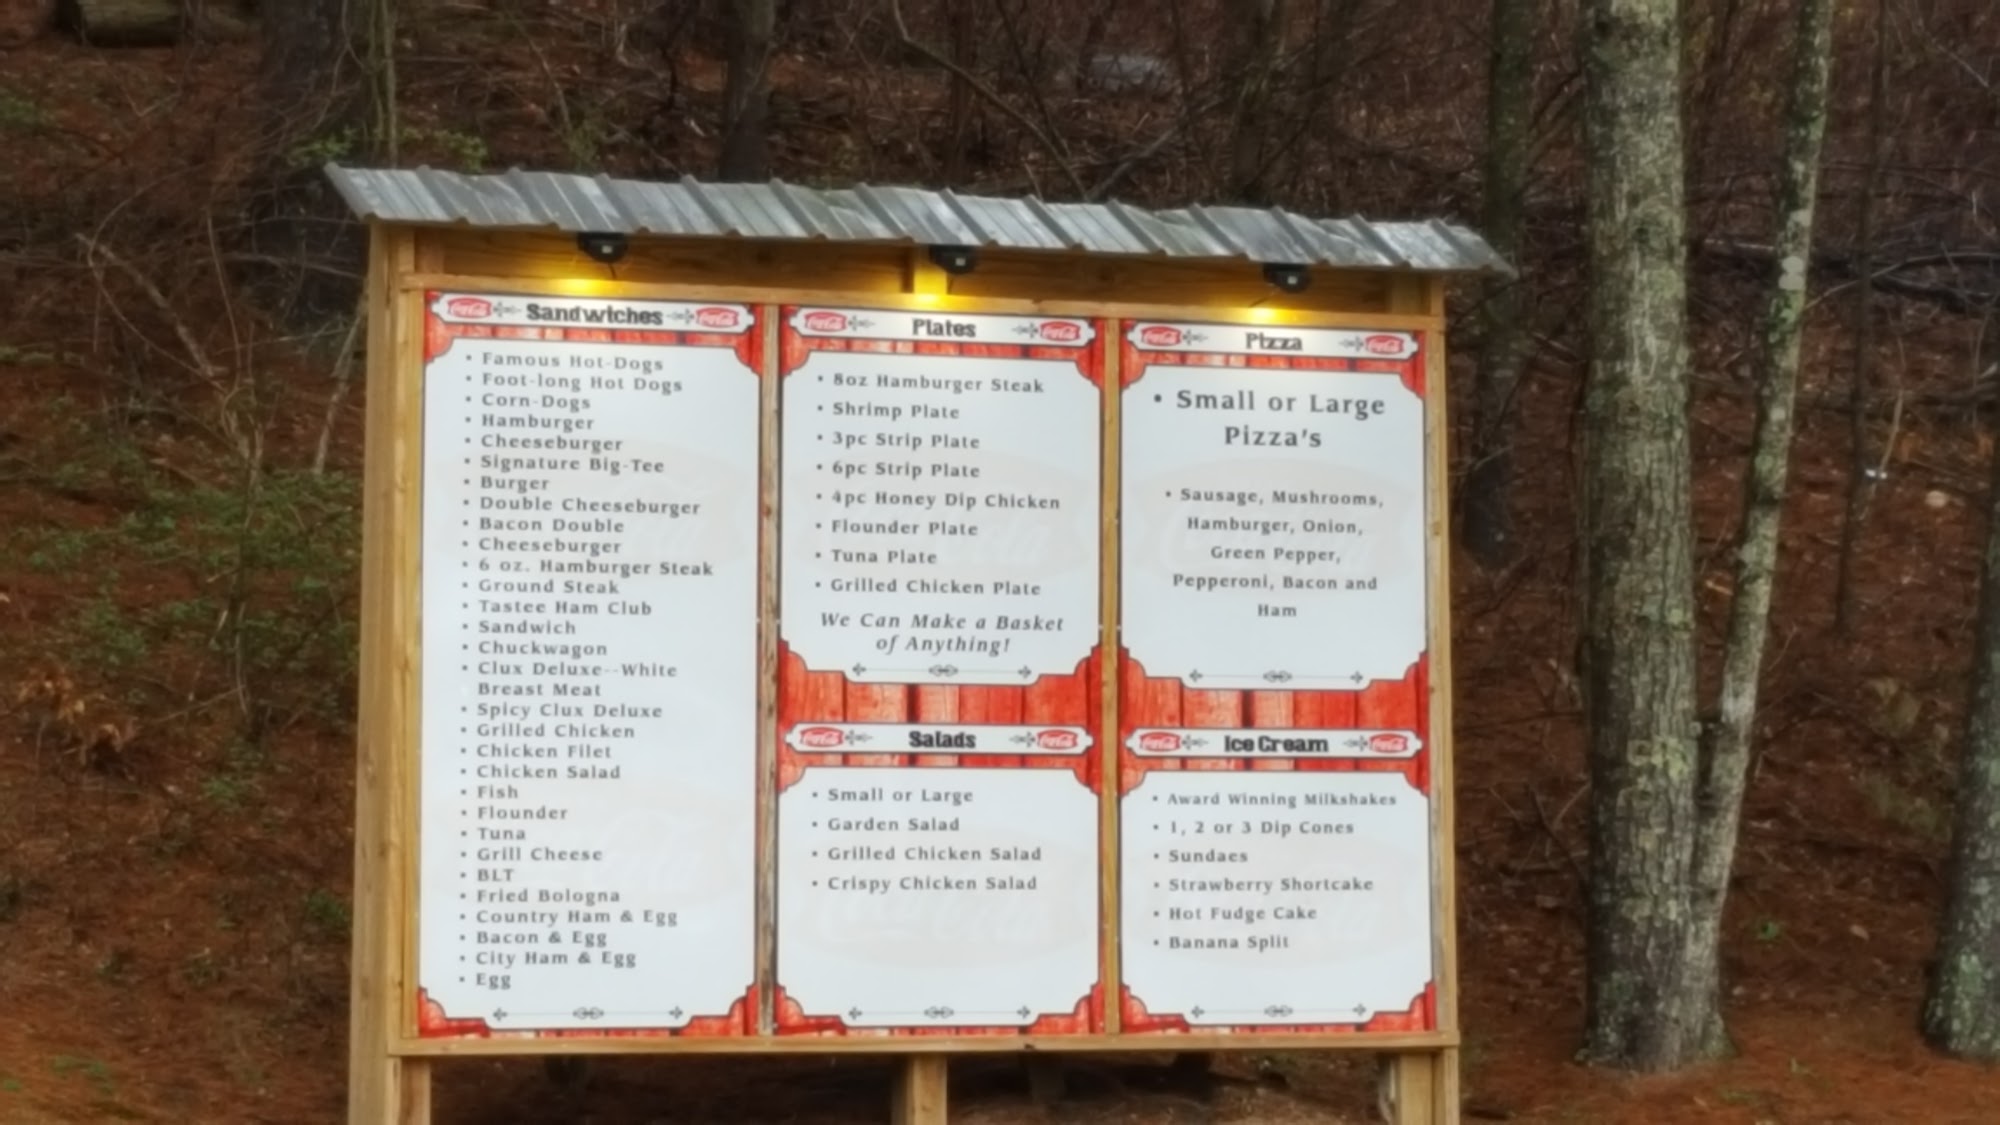 Coca-Cola Sandwiches Coca-Cola
• Famous Hot-Dogs
• Foot-long Hot Dogs
• Corn-Dogs
• Hamburger
• Cheeseburger
• Signature Big-Tee
• Burger
• Double Cheeseburger
• Bacon Double
• Cheeseburger
• 6 oz. Hamburger Steak
• Ground Steak
• Tastee Ham Club
• Sandwich
• Chuckwagon
• Clux Deluxe--White
Breast Meat
• Spicy Clux Deluxe
• Grilled Chicken
• Chicken Filet
• Chicken Salad
• Fish
• Flounder
• Tuna
• Grill Cheese
• BLT
• Fried Bologna
• Country Ham & Egg
• Bacon & Egg
• City Ham & Egg
• Egg
Coca-Cola Plates Coca-Cola
• 8oz Hamburger Steak
• Shrimp Plate
• 3pc Strip Plate
• 6pc Strip Plate
• 4pc Honey Dip Chicken
• Flounder Plate
• Tuna Plate
• Grilled Chicken Plate
We Can Make a Basket
of Anything!
Coca-Cola Salads Coca-Cola
• Small or Large
• Garden Salad
• Grilled Chicken Salad
• Crispy Chicken Salad
Coca-Cola Pizza Coca-Cola
• Small or Large
Pizza's
• Sausage, Mushrooms,
Hamburger, Onion,
Green Pepper,
Pepperoni, Bacon and
Ham
Coca-Cola Ice Cream Coca-Cola
• Award Winning Milkshakes
• 1, 2 or 3 Dip Cones
• Sundaes
• Strawberry Shortcake
• Hot Fudge Cake
• Banana Split